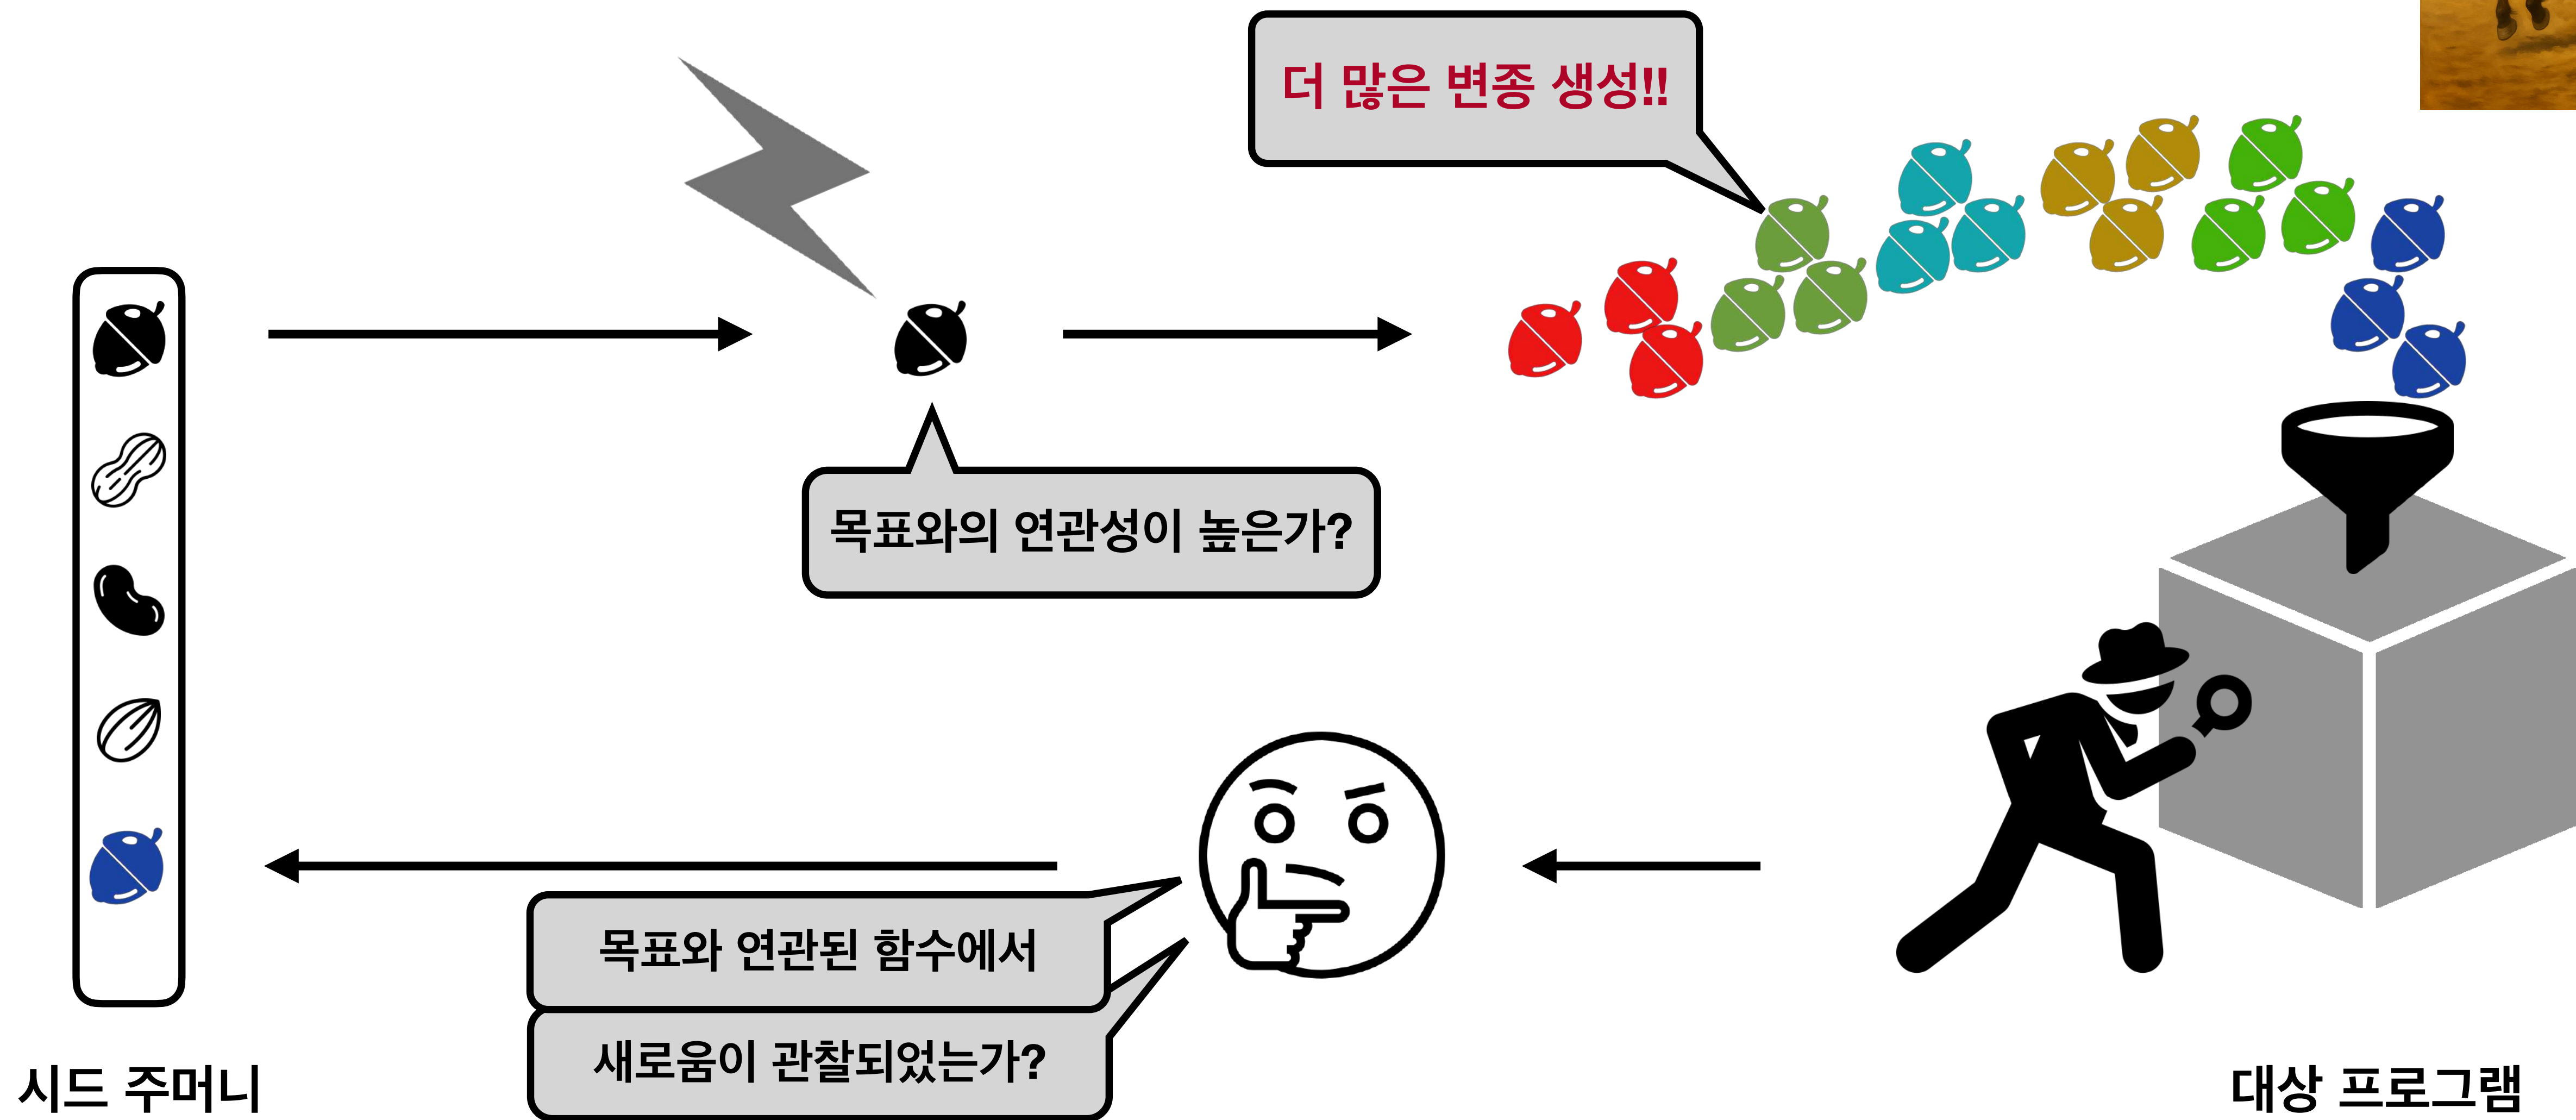 더 많은 변종 생성!!
목표와의 연관성이 높은가?
목표와 연관된 함수에서
새로움이 관찰되었는가?
시드 주머니
대상 프로그램